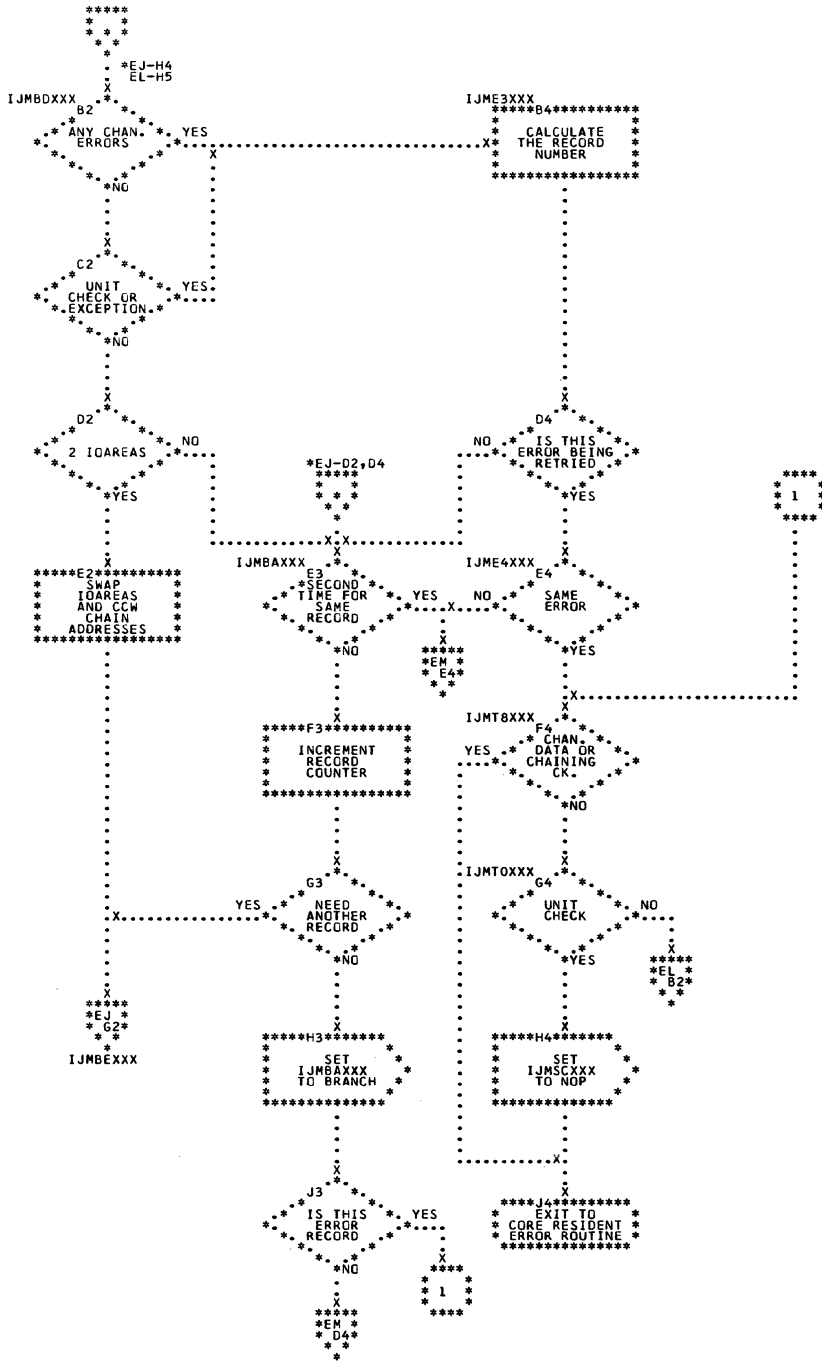 *EJ-H4
EL-H5
IJMBDXXX
B2
ANY CHAN.
ERRORS
YES
NO
IJME3XXX
B4
CALCULATE
THE RECORD
NUMBER
C2
UNIT
CHECK OR
EXCEPTION
YES
NO
D2
2 IOAREAS
NO
YES
*EJ-D2,D4
D4
IS THIS
ERROR BEING
RETRIED
NO
YES
1
E2
SWAP
IOAREAS
AND CCW
CHAIN
ADDRESSES
IJMBAXXX
E3
SECOND
TIME FOR
SAME
RECORD
YES
NO
IJME4XXX
E4
SAME
ERROR
NO
YES
EM
E4
F3
INCREMENT
RECORD
COUNTER
IJMT8XXX
F4
CHAN.
DATA OR
CHAINING
CK.
YES
NO
G3
NEED
ANOTHER
RECORD
YES
NO
IJMT0XXX
G4
UNIT
CHECK
NO
YES
EL
B2
EJ
G2
IJMBEXXX
H3
SET
IJMBAXXX
TO BRANCH
H4
SET
IJMSCXXX
TO NOP
J3
IS THIS
ERROR
RECORD
YES
NO
J4
EXIT TO
CORE RESIDENT
ERROR ROUTINE
1
EM
D4